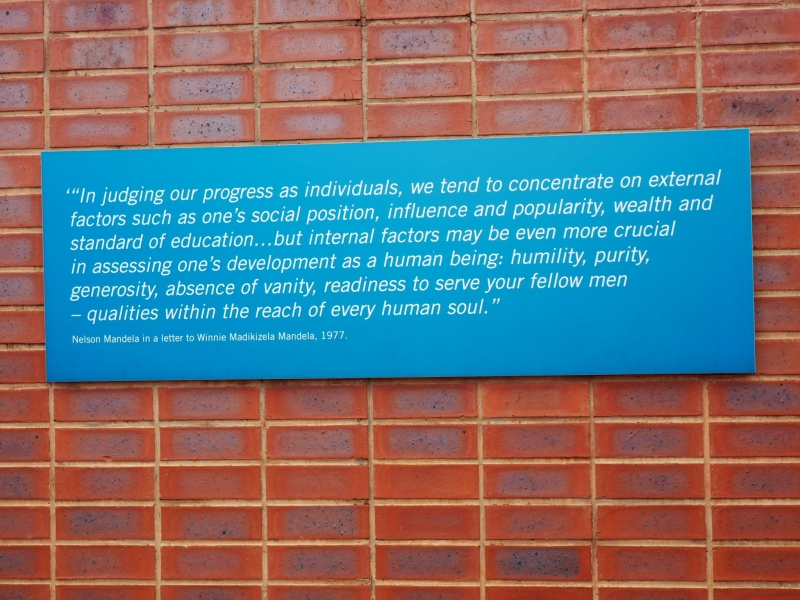 ‘“In judging our progress as individuals, we tend to concentrate on external
factors such as one’s social position, influence and popularity, wealth and
standard of education…but internal factors may be even more crucial
in assessing one’s development as a human being: humility, purity,
generosity, absence of vanity, readiness to serve your fellow men
– qualities within the reach of every human soul.”
Nelson Mandela in a letter to Winnie Madikizela Mandela, 1977.